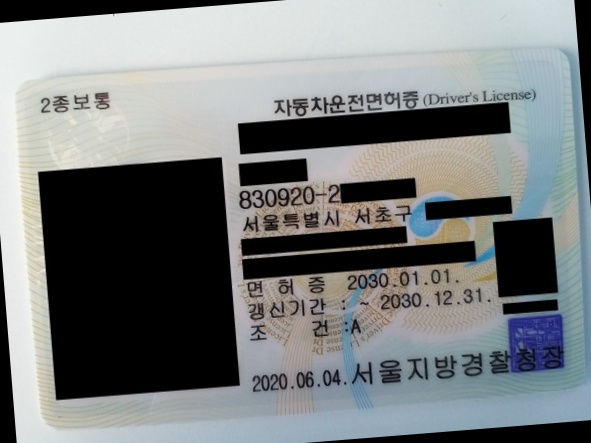 2종보통
자동차운전면허증 (Driver's License)
830920-2
서울특별시 서초구
면 허 증 2030.01.01.
갱신기간 : ~ 2030.12.31.
조 건 :A
2020.06.04. 서울지방경찰청장